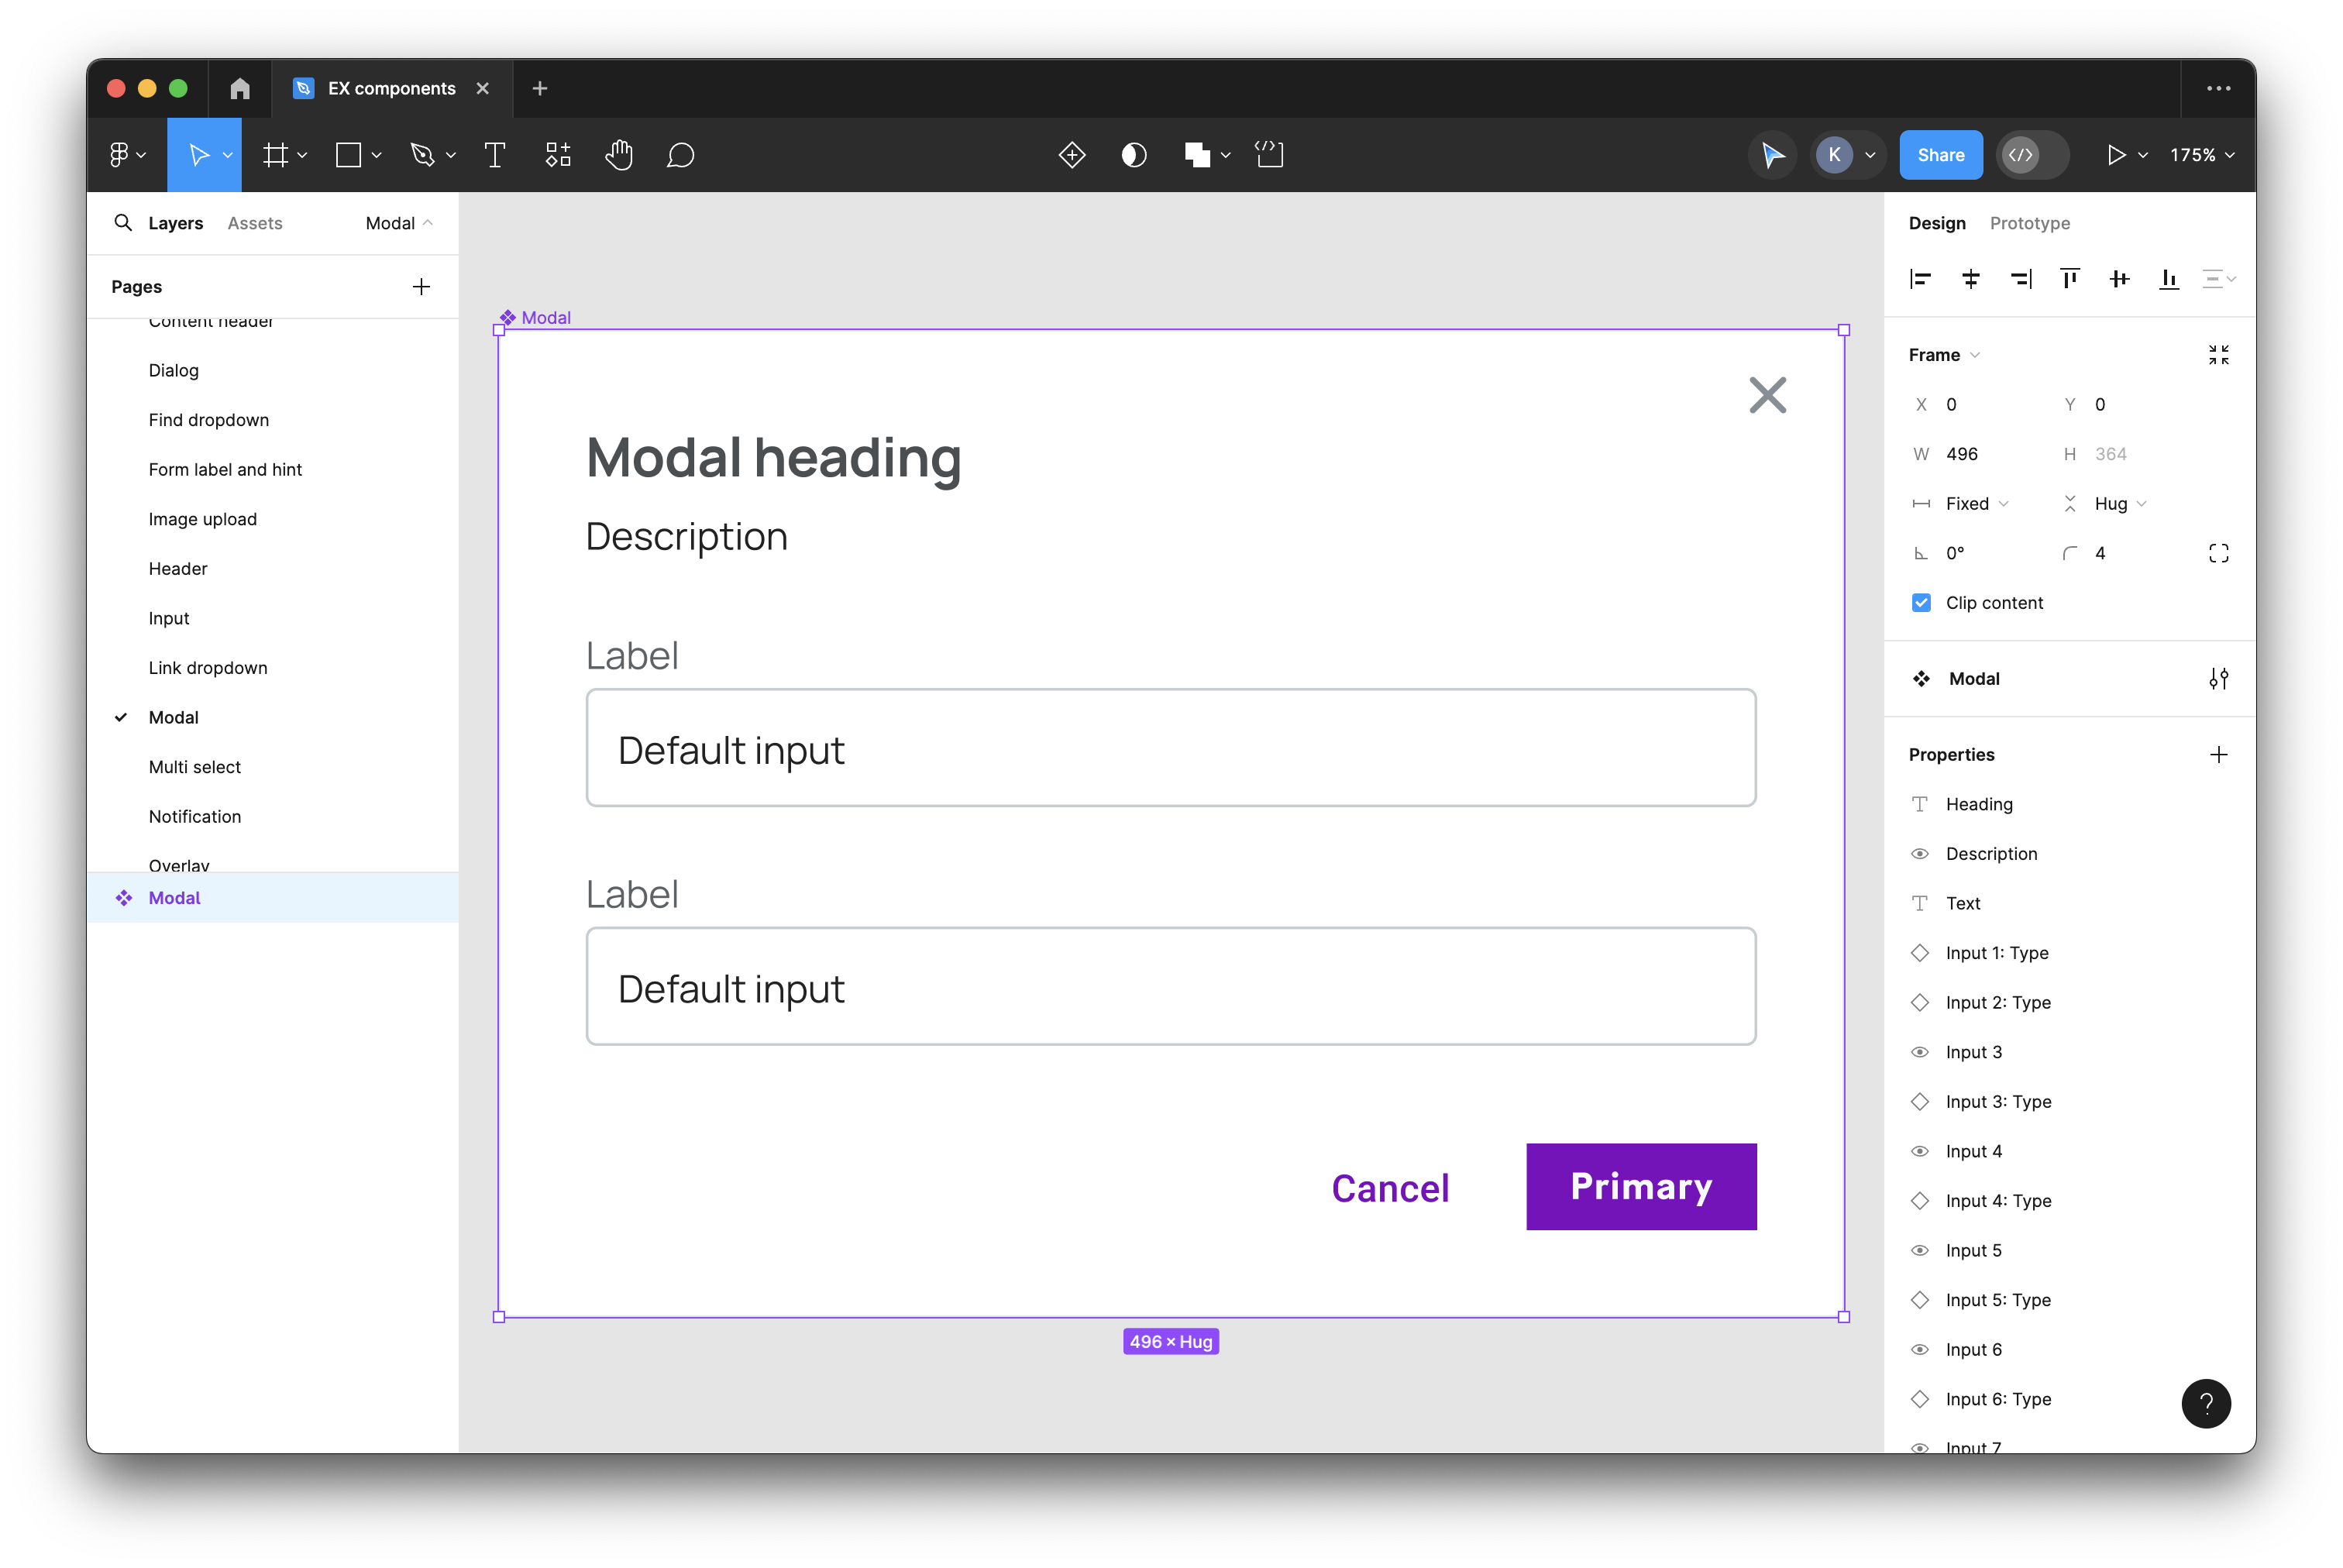 EX components
K
Share
175%
Layers
Assets
Modal
Pages
Content header
Dialog
Find dropdown
Form label and hint
Image upload
Header
Input
Link dropdown
Modal
Multi select
Notification
Overlay
Modal
Modal
Modal heading
Description
Label
Default input
Label
Default input
Cancel
Primary
496 × Hug
Design
Prototype
Frame
X 0
Y 0
W 496
H 364
Fixed
Hug
0°
4
Clip content
Modal
Properties
Heading
Description
Text
Input 1: Type
Input 2: Type
Input 3
Input 3: Type
Input 4
Input 4: Type
Input 5
Input 5: Type
Input 6
Input 6: Type
Input 7
?